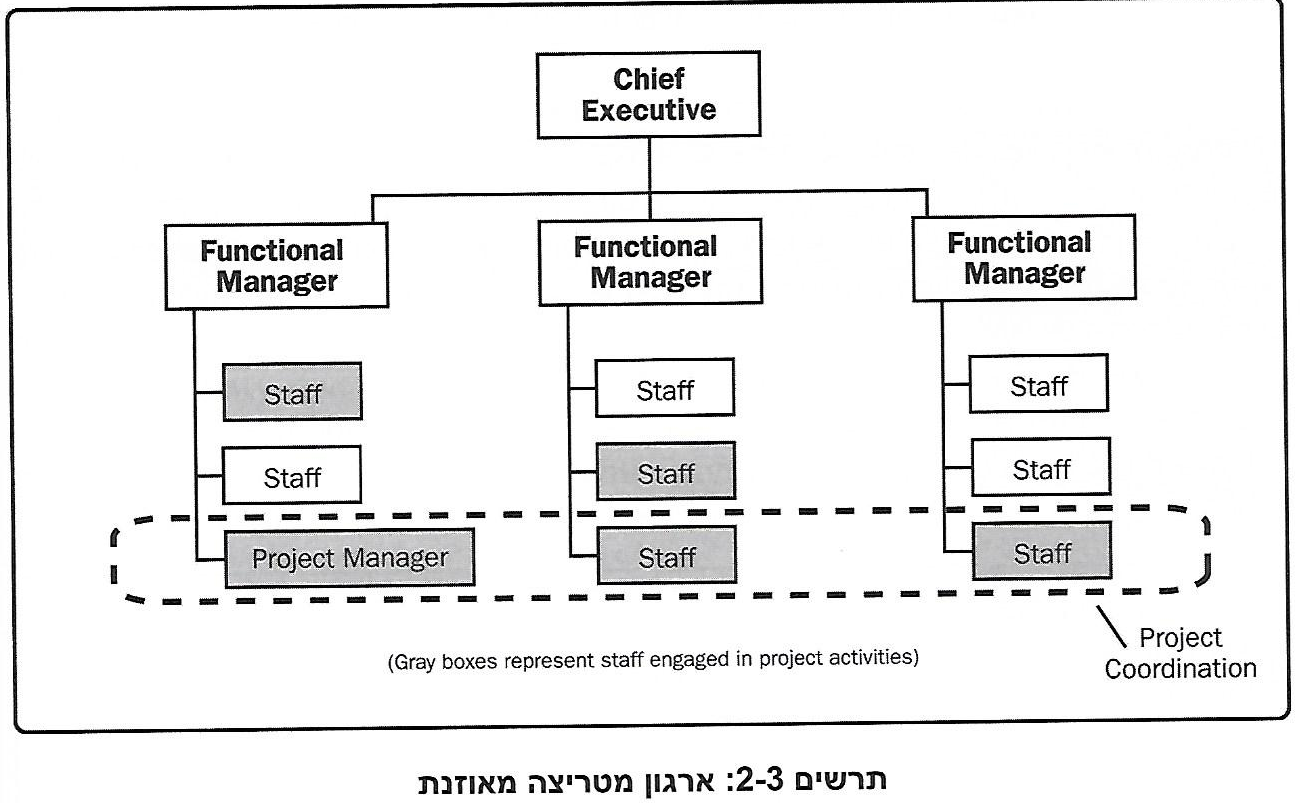 Chief
Executive
Functional
Manager
Functional
Manager
Functional
Manager
Staff
Staff
Project Manager
Staff
Staff
Staff
Staff
Staff
Staff
(Gray boxes represent staff engaged in project activities)
Project
Coordination
תרשים 2-3: ארגון מטריצה מאוזנת